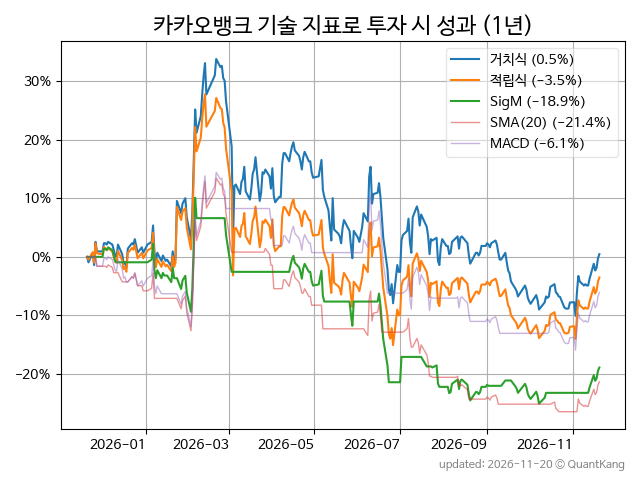 카카오뱅크 기술 지표로 투자 시 성과 (1년)
거치식 (0.5%)
적립식 (−3.5%)
SigM (−18.9%)
SMA(20) (−21.4%)
MACD (−6.1%)
30%
20%
10%
0%
−10%
−20%
2026-01 2026-03 2026-05 2026-07 2026-09 2026-11
updated: 2026-11-20 © QuantKang